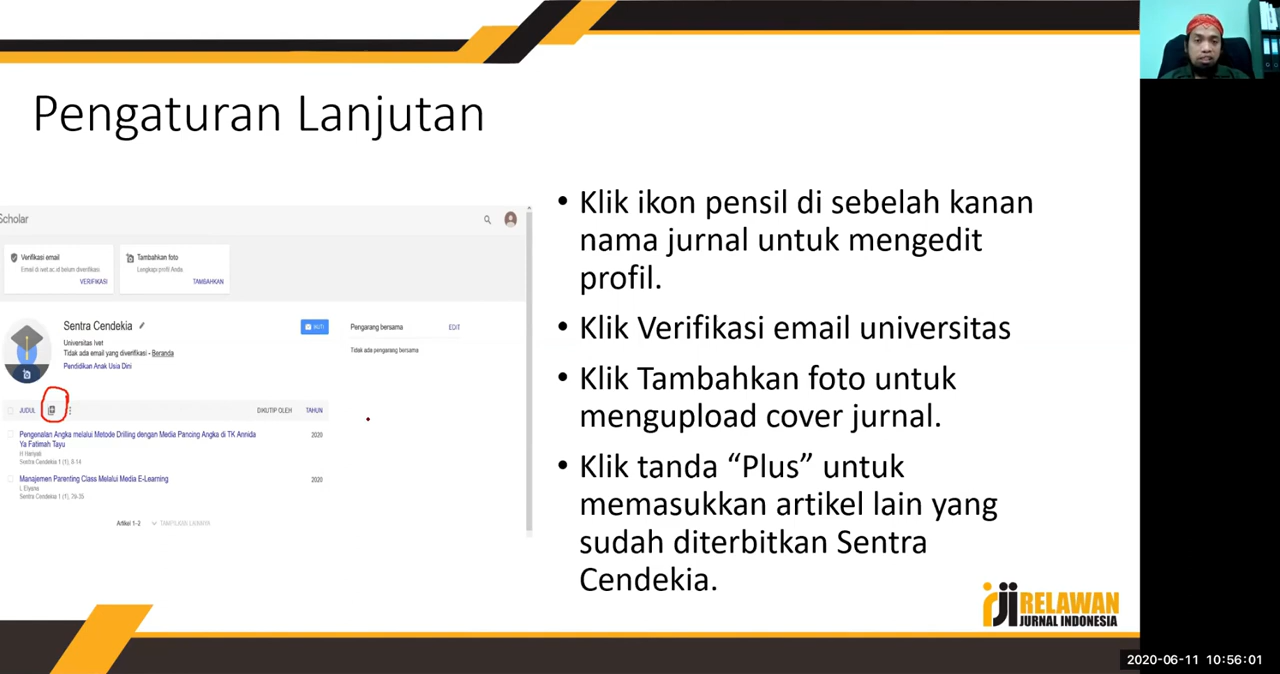 Pengaturan Lanjutan
Scholar
Verifikasi email
Tambahkan foto
Lengkapi profil Anda
VERIFIKASI
TAMBAHKAN
Sentra Cendekia
IKUTI
Pengarang bersama
EDIT
Universitas Ivet
Tidak ada email yang diverifikasi - Beranda
Tidak ada pengarang bersama
Pendidikan Anak Usia Dini
JUDUL
DIKUTIP OLEH
TAHUN
Pengenalan Angka melalui Metode Drilling dengan Media Pancing Angka di TK Annida
Ya Fatimah Tayu
2020
H Hariyati
Sentra Cendekia 1 (1), 8-14
Manajemen Parenting Class Melalui Media E-Learning
2020
Sentra Cendekia 1 (1),
Artikel 1-2
TAMPILKAN LAINNYA
• Klik ikon pensil di sebelah kanan
nama jurnal untuk mengedit
profil.
• Klik Verifikasi email universitas
• Klik Tambahkan foto untuk
mengupload cover jurnal.
• Klik tanda “Plus” untuk
memasukkan artikel lain yang
sudah diterbitkan Sentra
Cendekia.
RELAWAN
JURNAL INDONESIA
2020-06-11 10:56:01